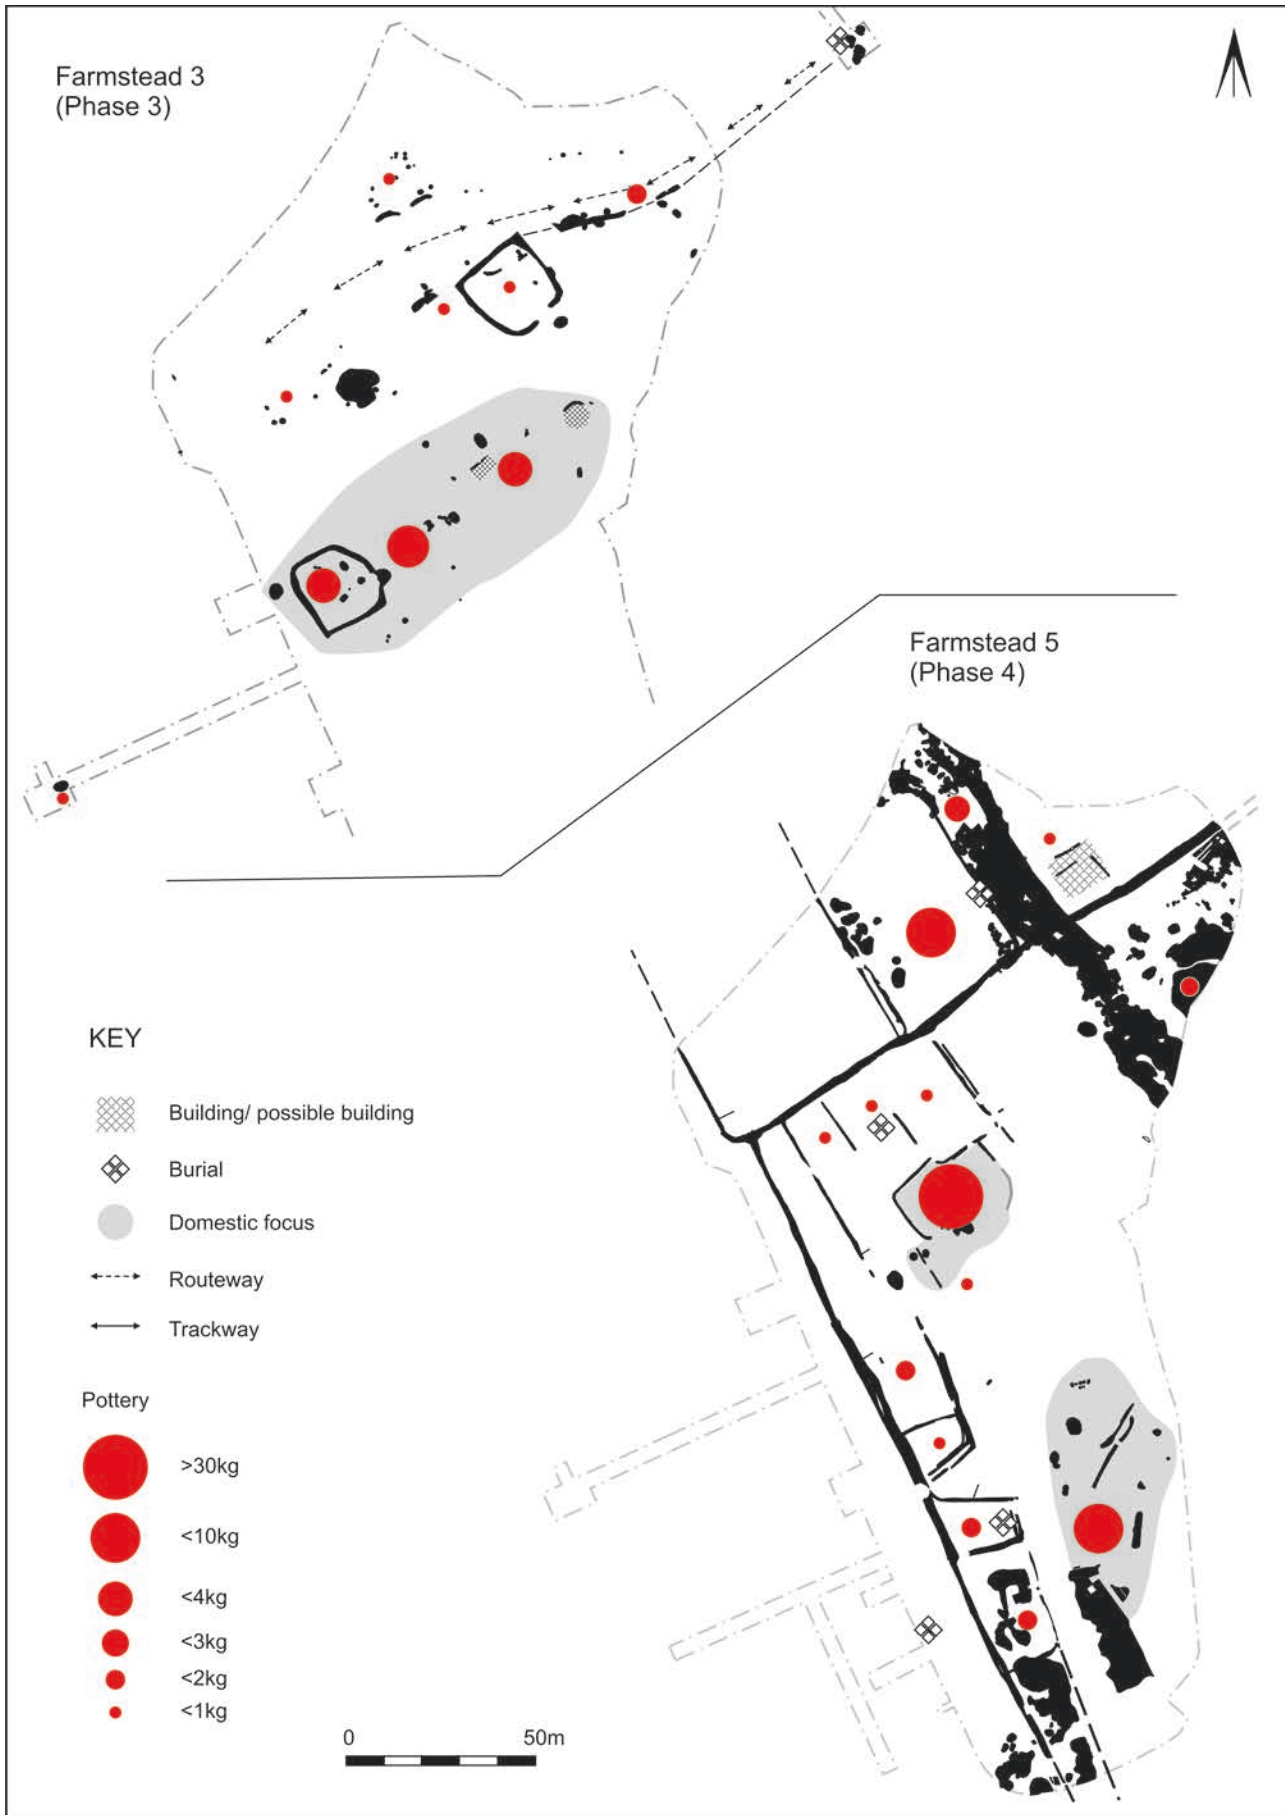 Farmstead 3
(Phase 3)
Farmstead 5
(Phase 4)
KEY
Building/ possible building
Burial
Domestic focus
Routeway
Trackway
Pottery
>30kg
<10kg
<4kg
<3kg
<2kg
<1kg
0 50m